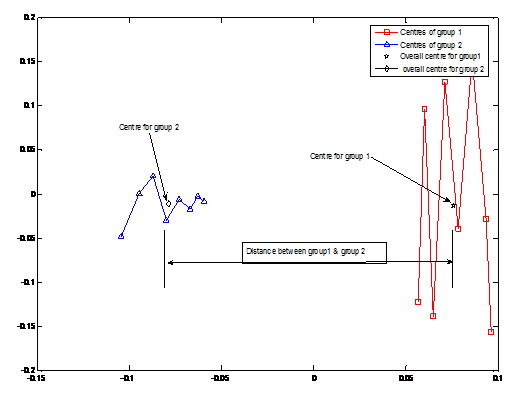 0.2
0.15
0.1
0.05
0
-0.05
-0.1
-0.15
-0.2
-0.15
-0.1
-0.05
0
0.05
0.1
Centres of group 1
Centres of group 2
Overall centre for group1
overall centre for group 2
Centre for group 2
Centre for group 1
Distance between group1 & group 2